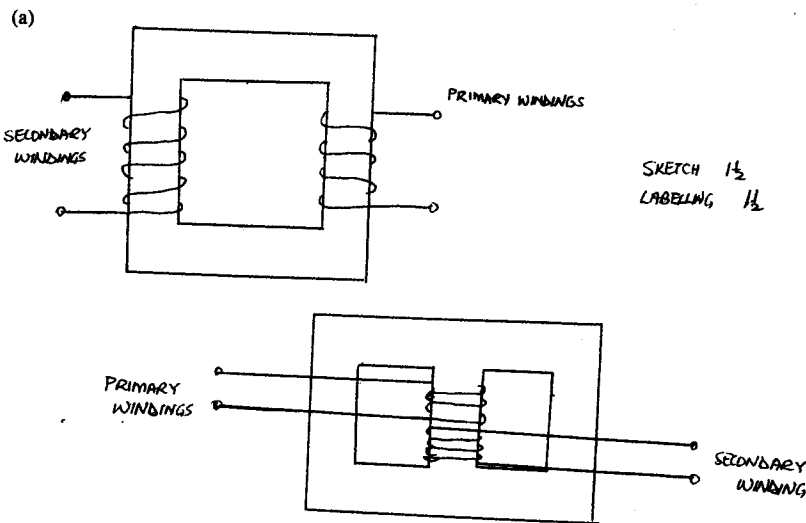 (a)
PRIMARY WINDINGS
SECONDARY
WINDINGS
SKETCH 1½
LABELLING 1½
PRIMARY
WINDINGS
SECONDARY
WINDING